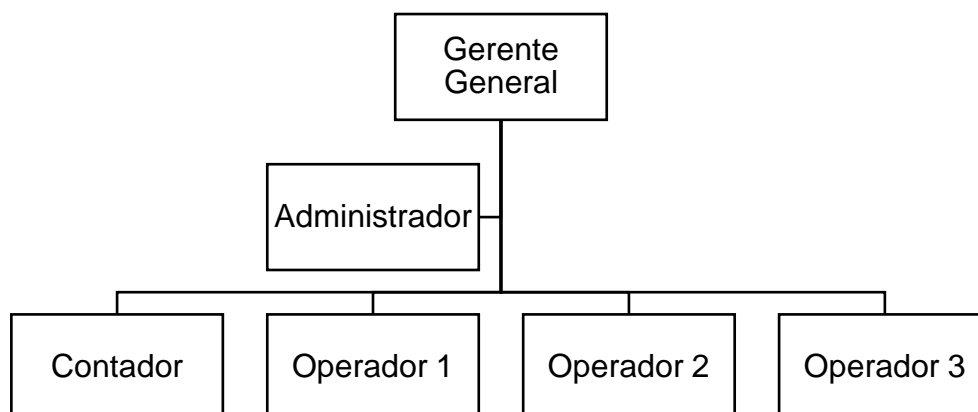 Gerente
General
Administrador
Contador
Operador 1
Operador 2
Operador 3